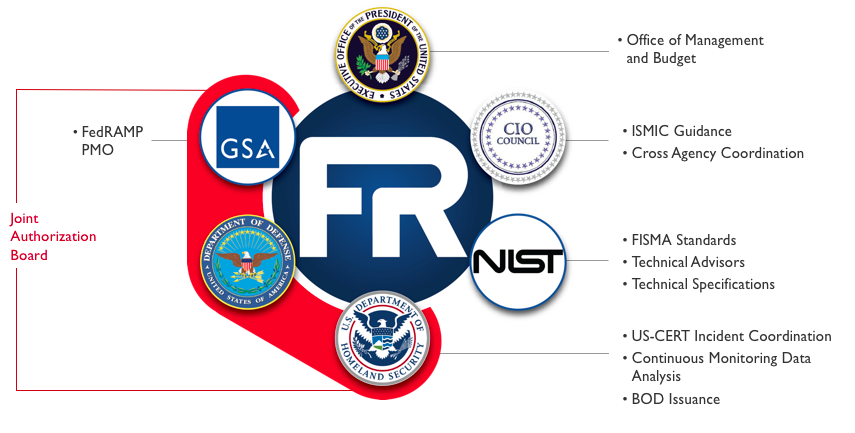 EXECUTIVE OFFICE OF THE PRESIDENT OF THE UNITED STATES
• Office of Management
and Budget
GSA
• FedRAMP
PMO
CIO
COUNCIL
• ISMIC Guidance
• Cross Agency Coordination
FR
Joint
Authorization
Board
DEPARTMENT OF DEFENSE
UNITED STATES OF AMERICA
NIST
• FISMA Standards
• Technical Advisors
• Technical Specifications
U.S. DEPARTMENT OF
HOMELAND SECURITY
• US-CERT Incident Coordination
• Continuous Monitoring Data
Analysis
• BOD Issuance